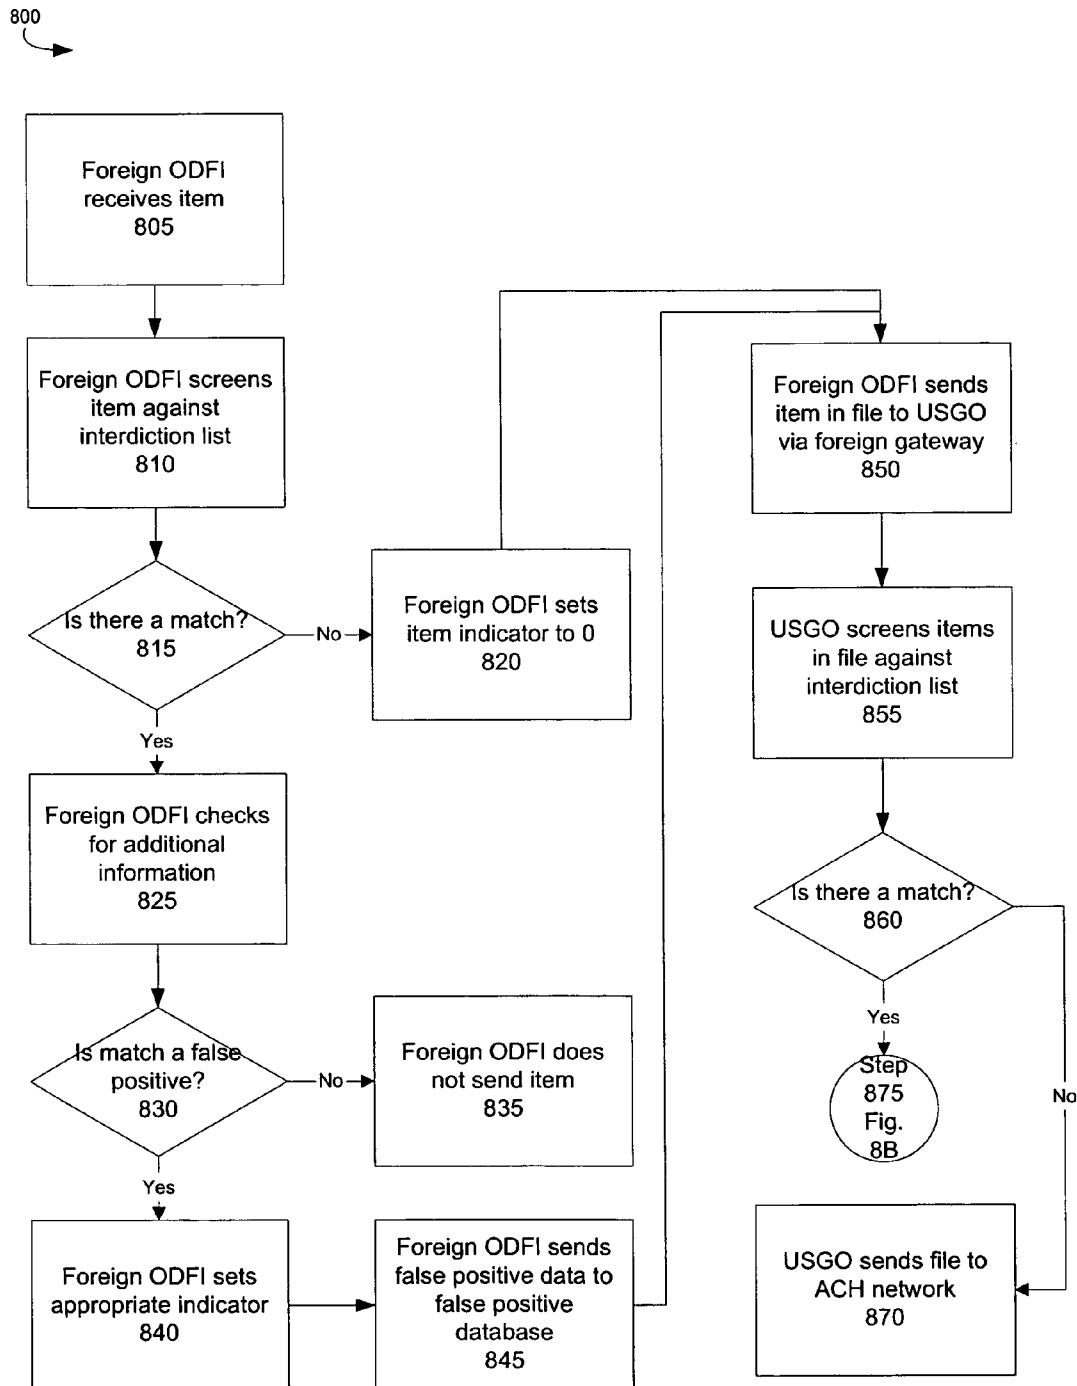 800
Foreign ODFI
receives item
805
Foreign ODFI screens
item against
interdiction list
810
Is there a match?
815
No
Foreign ODFI sets
item indicator to 0
820
Yes
Foreign ODFI checks
for additional
information
825
Is match a false
positive?
830
No
Foreign ODFI does
not send item
835
Yes
Foreign ODFI sets
appropriate indicator
840
Foreign ODFI sends
false positive data to
false positive
database
845
Foreign ODFI sends
item in file to USGO
via foreign gateway
850
USGO screens items
in file against
interdiction list
855
Is there a match?
860
Yes
Step
875
Fig.
8B
No
USGO sends file to
ACH network
870